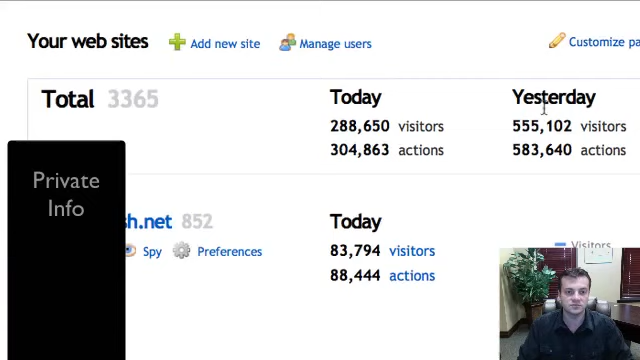 Your web sites Add new site Manage users Customize pa
Total 3365 Today Yesterday
288,650 visitors 555,102 visitors
304,863 actions 583,640 actions
Private
Info
sh.net 852 Today
Spy Preferences 83,794 visitors
88,444 actions
Visitors